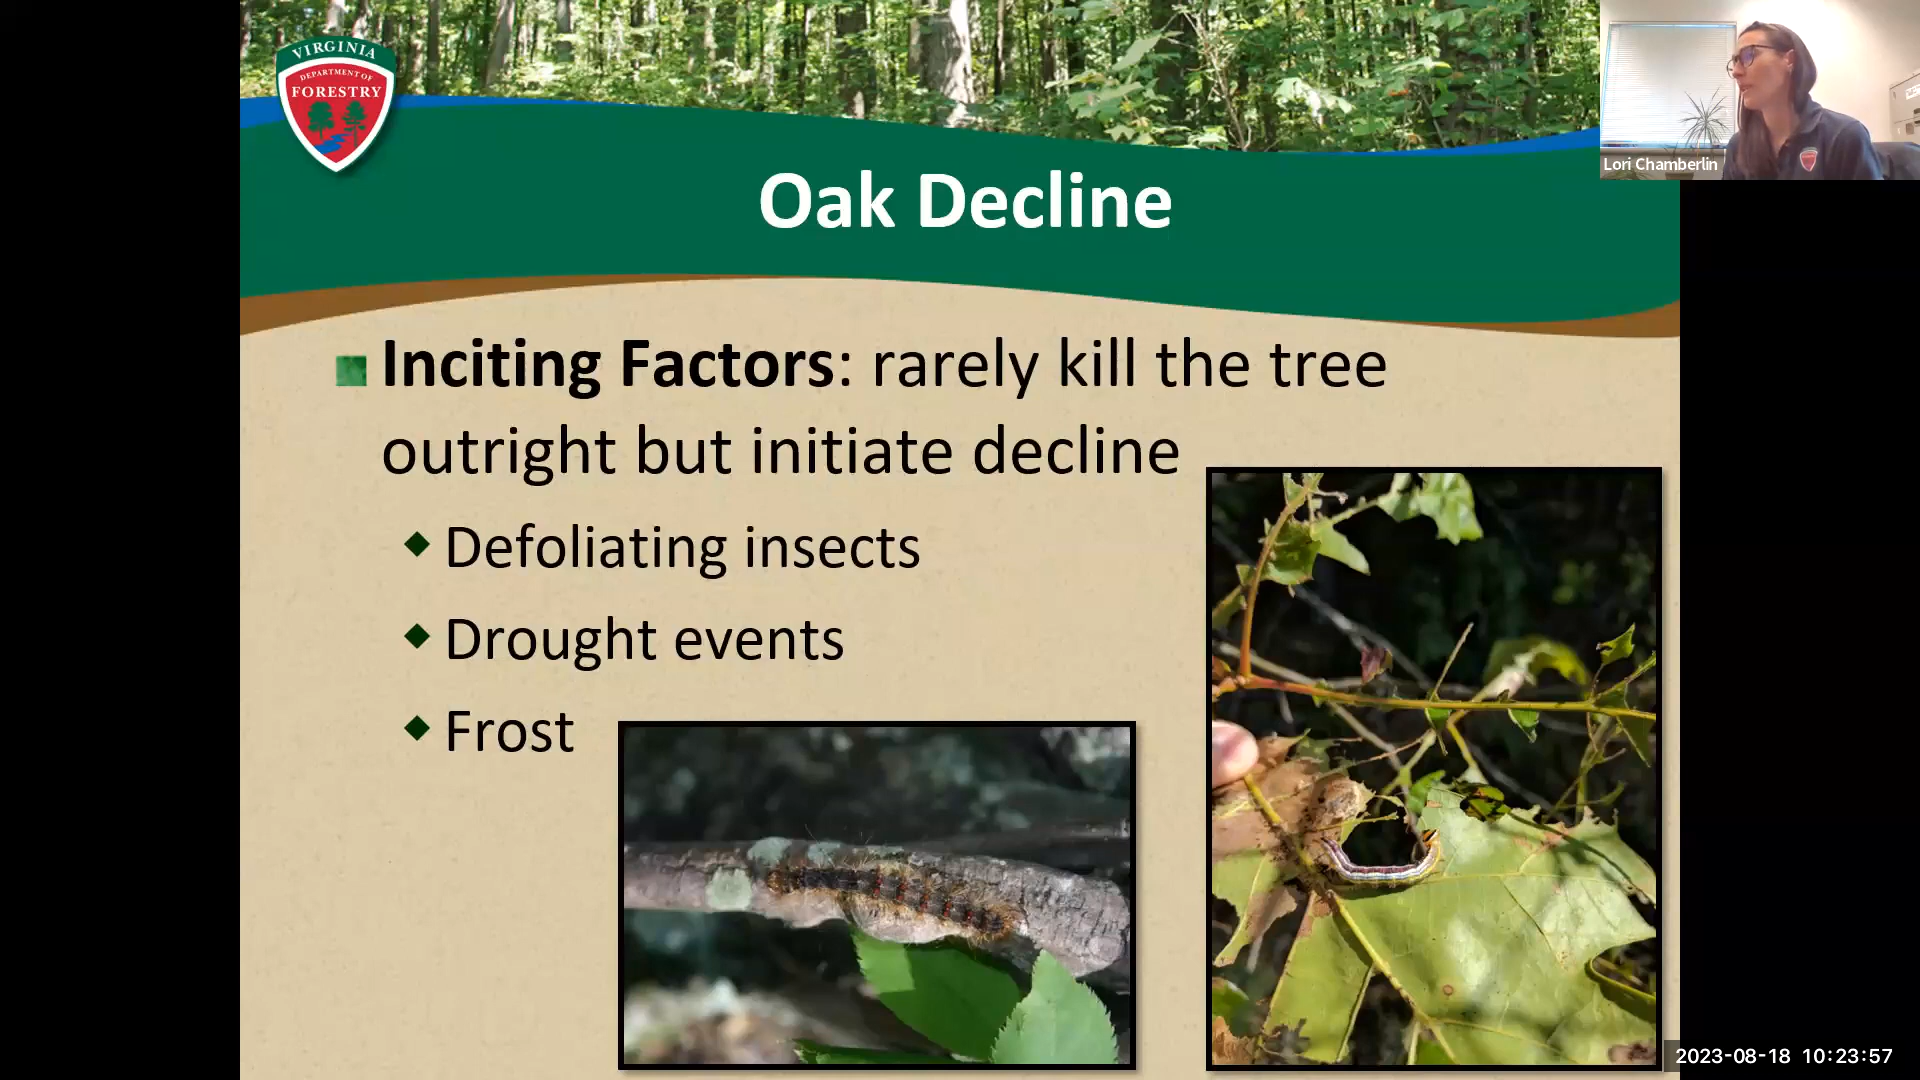 VIRGINIA
DEPARTMENT OF
FORESTRY
Lori Chamberlin
Oak Decline
Inciting Factors: rarely kill the tree
outright but initiate decline
Defoliating insects
Drought events
Frost
2023-08-18 10:23:57